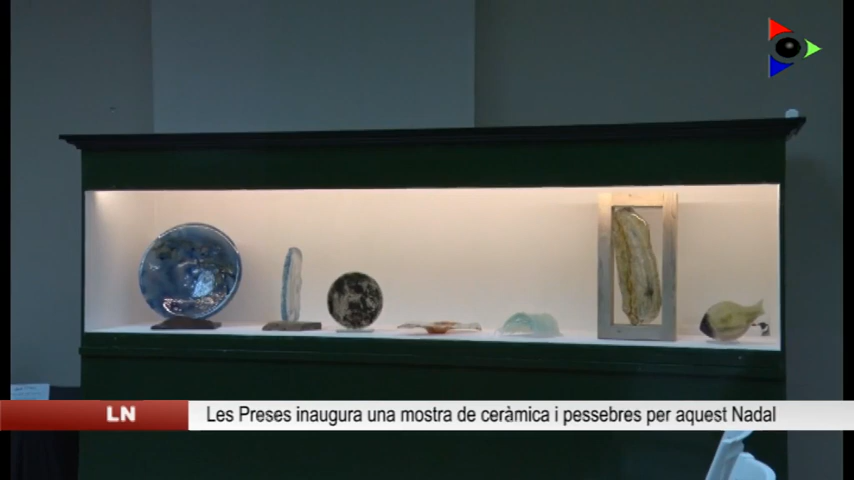 LN Les Preses inaugura una mostra de ceràmica i pessebres per aquest Nadal